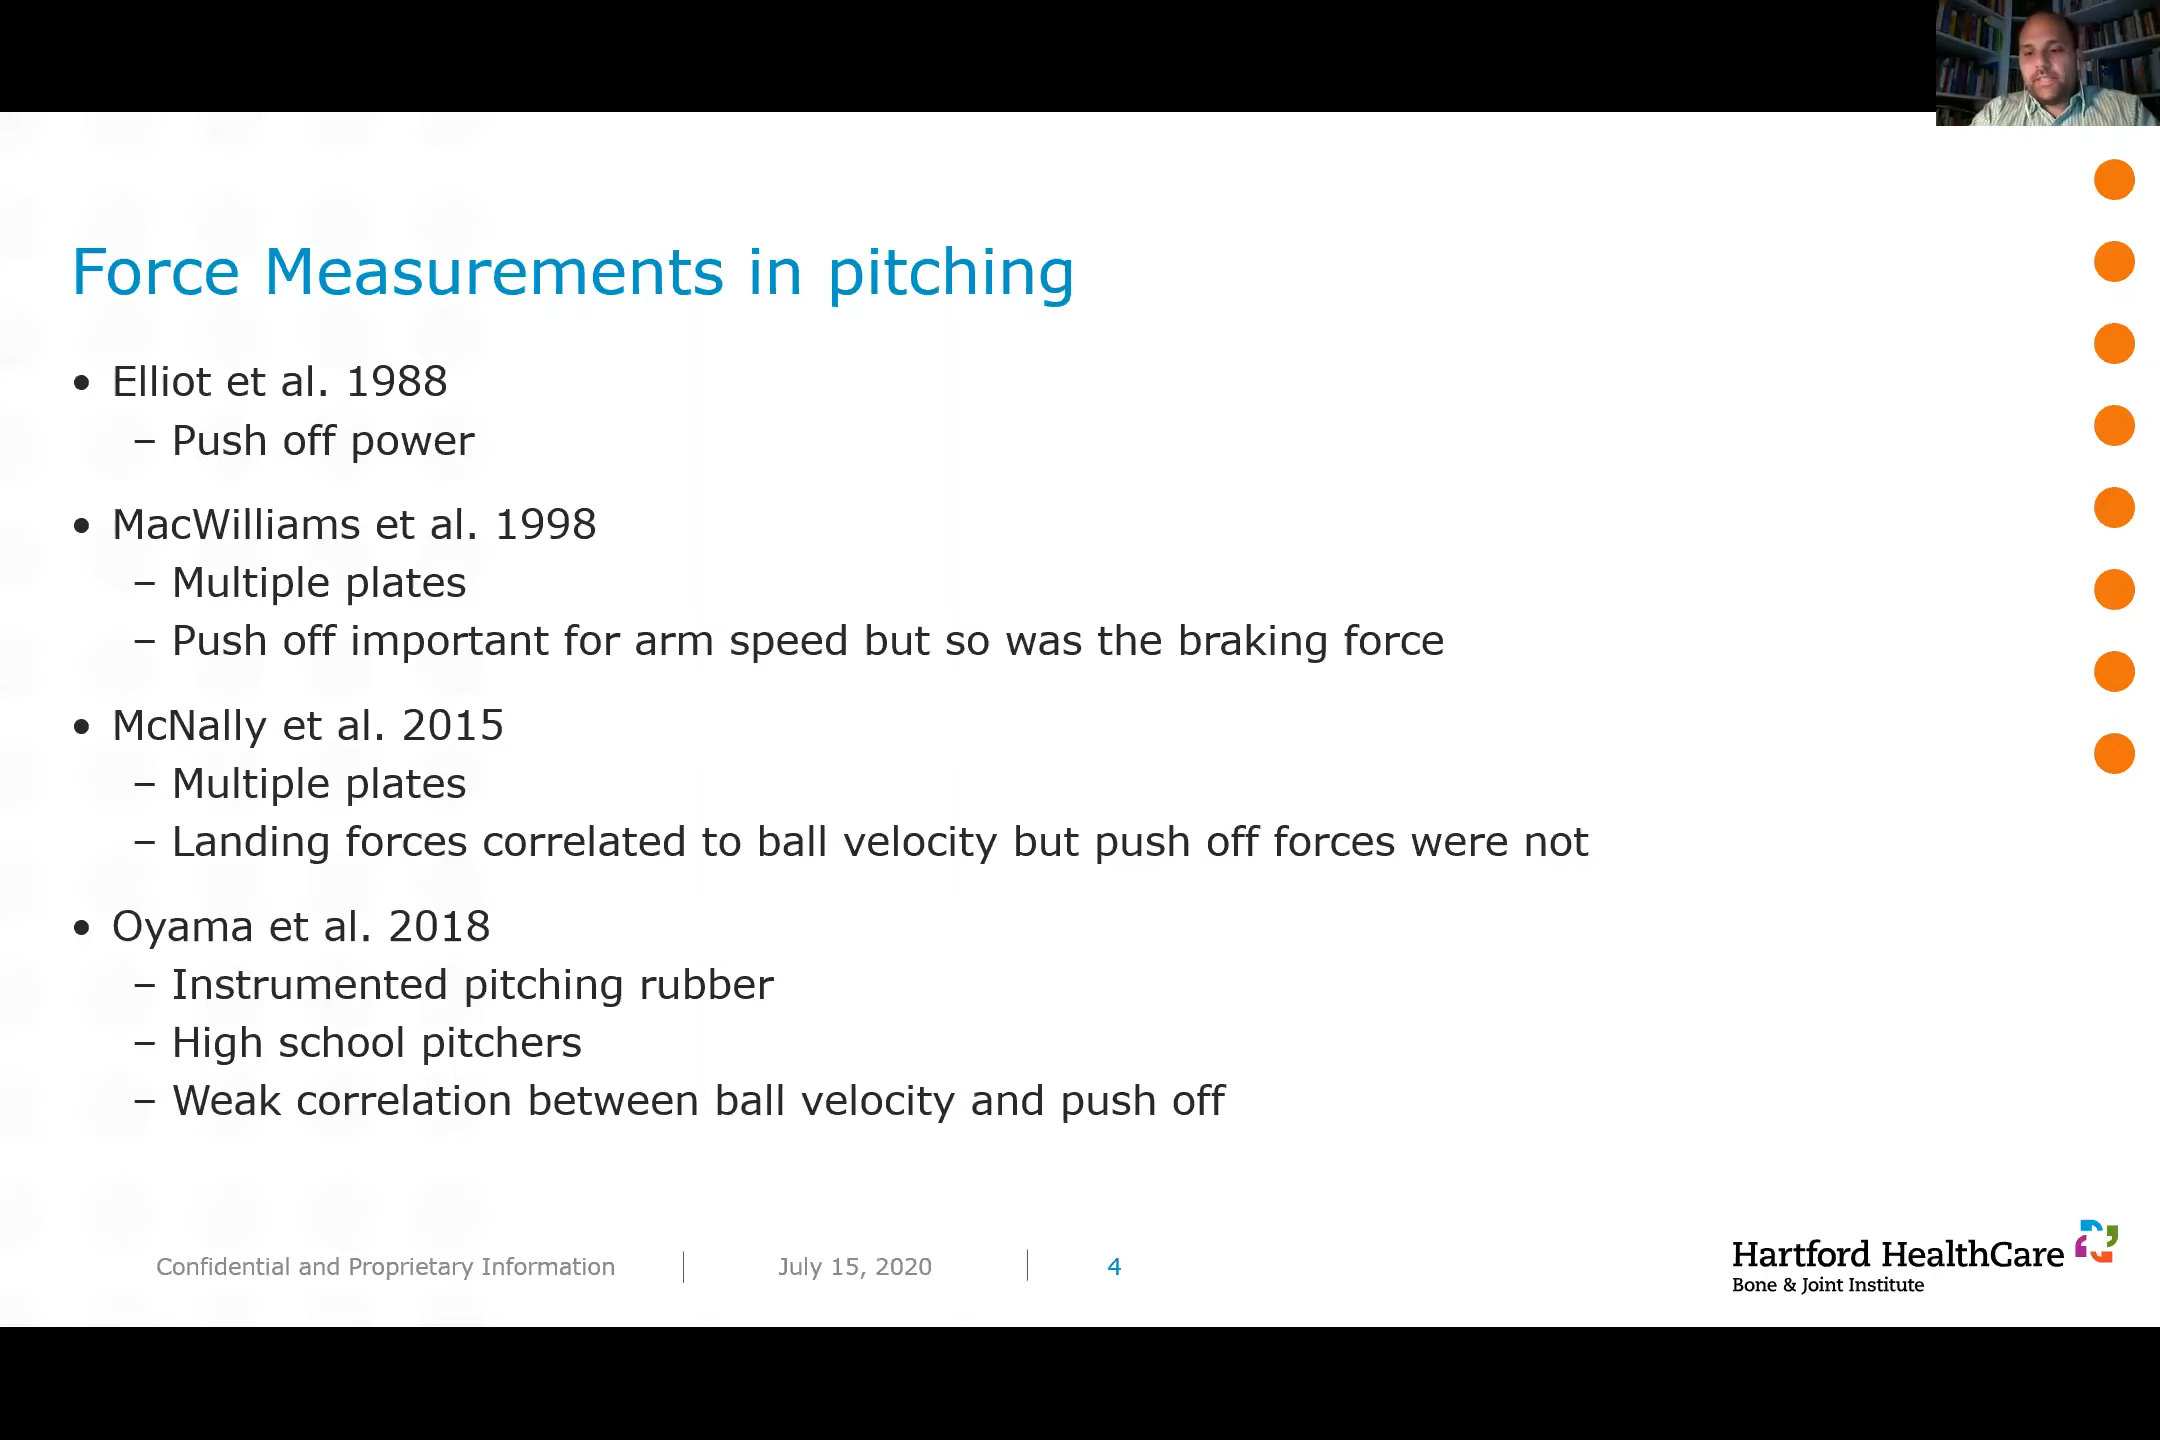 Force Measurements in pitching
• Elliot et al. 1988
– Push off power
• MacWilliams et al. 1998
– Multiple plates
– Push off important for arm speed but so was the braking force
• McNally et al. 2015
– Multiple plates
– Landing forces correlated to ball velocity but push off forces were not
• Oyama et al. 2018
– Instrumented pitching rubber
– High school pitchers
– Weak correlation between ball velocity and push off
Confidential and Proprietary Information | July 15, 2020 | 4
Hartford HealthCare
Bone & Joint Institute